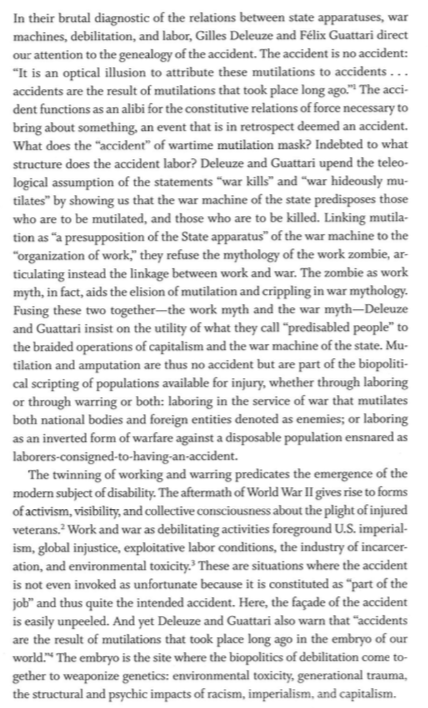 In their brutal diagnostic of the relations between state apparatuses, war
machines, debilitation, and labor, Gilles Deleuze and Félix Guattari direct
our attention to the genealogy of the accident. The accident is no accident:
"It is an optical illusion to attribute these mutilations to accidents . . .
accidents are the result of mutilations that took place long ago."¹ The acci-
dent functions as an alibi for the constitutive relations of force necessary to
bring about something, an event that is in retrospect deemed an accident.
What does the "accident" of wartime mutilation mask? Indebted to what
structure does the accident labor? Deleuze and Guattari upend the teleo-
logical assumption of the statements "war kills" and "war hideously mu-
tilates" by showing us that the war machine of the state predisposes those
who are to be mutilated, and those who are to be killed. Linking mutila-
tion as "a presupposition of the State apparatus" of the war machine to the
"organization of work," they refuse the mythology of the work zombie, ar-
ticulating instead the linkage between work and war. The zombie as work
myth, in fact, aids the elision of mutilation and crippling in war mythology.
Fusing these two together—the work myth and the war myth—Deleuze
and Guattari insist on the utility of what they call "predisabled people" to
the braided operations of capitalism and the war machine of the state. Mu-
tilation and amputation are thus no accident but are part of the biopoliti-
cal scripting of populations available for injury, whether through laboring
or through warring or both: laboring in the service of war that mutilates
both national bodies and foreign entities denoted as enemies; or laboring
as an inverted form of warfare against a disposable population ensnared as
laborers-consigned-to-having-an-accident.
The twinning of working and warring predicates the emergence of the
modern subject of disability. The aftermath of World War II gives rise to forms
of activism, visibility, and collective consciousness about the plight of injured
veterans.² Work and war as debilitating activities foreground U.S. imperial-
ism, global injustice, exploitative labor conditions, the industry of incarcer-
ation, and environmental toxicity.³ These are situations where the accident
is not even invoked as unfortunate because it is constituted as "part of the
job" and thus quite the intended accident. Here, the façade of the accident
is easily unpeeled. And yet Deleuze and Guattari also warn that "accidents
are the result of mutilations that took place long ago in the embryo of our
world."⁴ The embryo is the site where the biopolitics of debilitation come to-
gether to weaponize genetics: environmental toxicity, generational trauma,
the structural and psychic impacts of racism, imperialism, and capitalism.